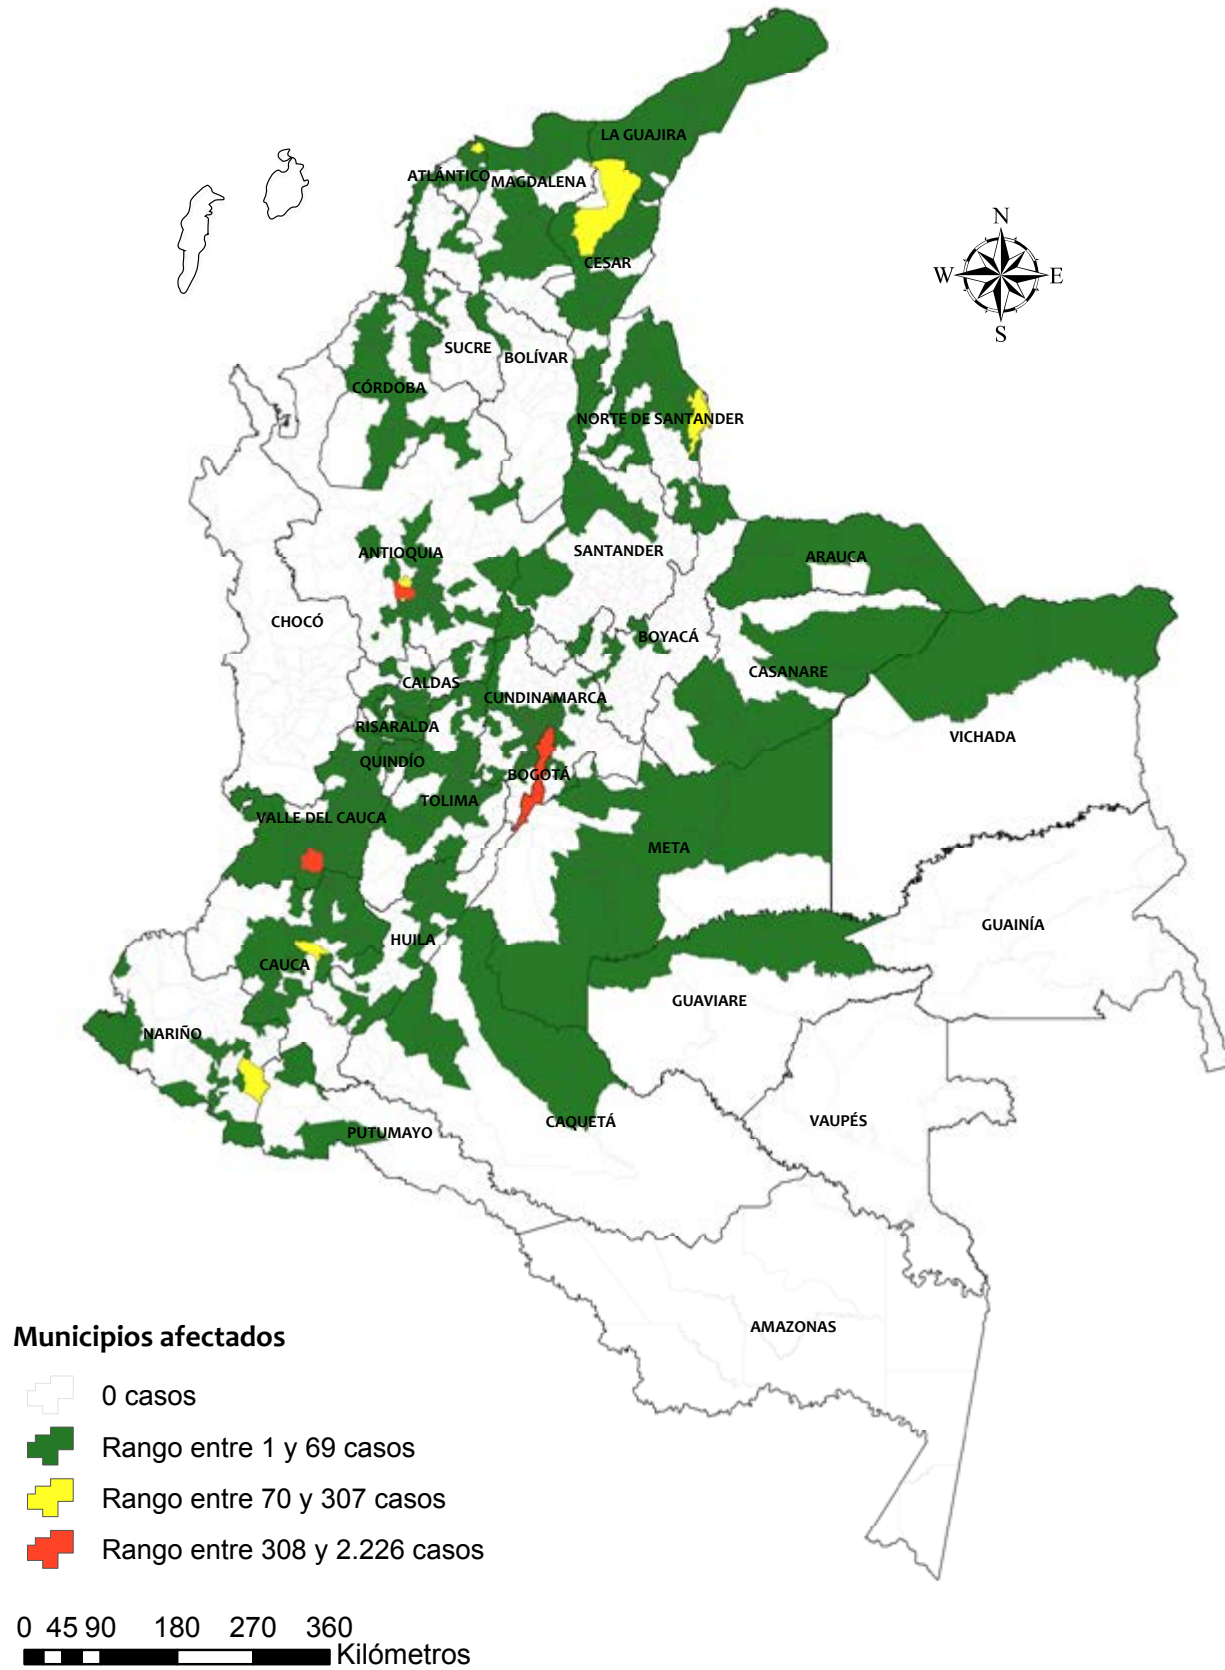 LA GUAJIRA
ATLÁNTICO
MAGDALENA
N
W
E
S
CESAR
SUCRE
BOLÍVAR
CÓRDOBA
NORTE DE SANTANDER
ANTIOQUIA
SANTANDER
ARAUCA
CHOCÓ
BOYACÁ
CALDAS
CASANARE
CUNDINAMARCA
RISARALDA
VICHADA
QUINDÍO
BOGOTÁ
TOLIMA
VALLE DEL CAUCA
META
GUAINÍA
HUILA
CAUCA
GUAVIARE
NARIÑO
CAQUETÁ
VAUPÉS
PUTUMAYO
AMAZONAS
Municipios afectados
0 casos
Rango entre 1 y 69 casos
Rango entre 70 y 307 casos
Rango entre 308 y 2.226 casos
0 45 90 180 270 360
Kilómetros